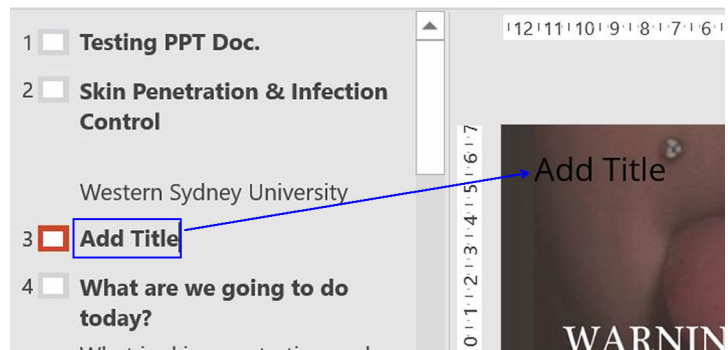 1 Testing PPT Doc.
2 Skin Penetration & Infection
Control
Western Sydney University
3 Add Title
4 What are we going to do
today?
12 11 10 9 8 7 6
7 6 5 4 3 2 1 0
Add Title